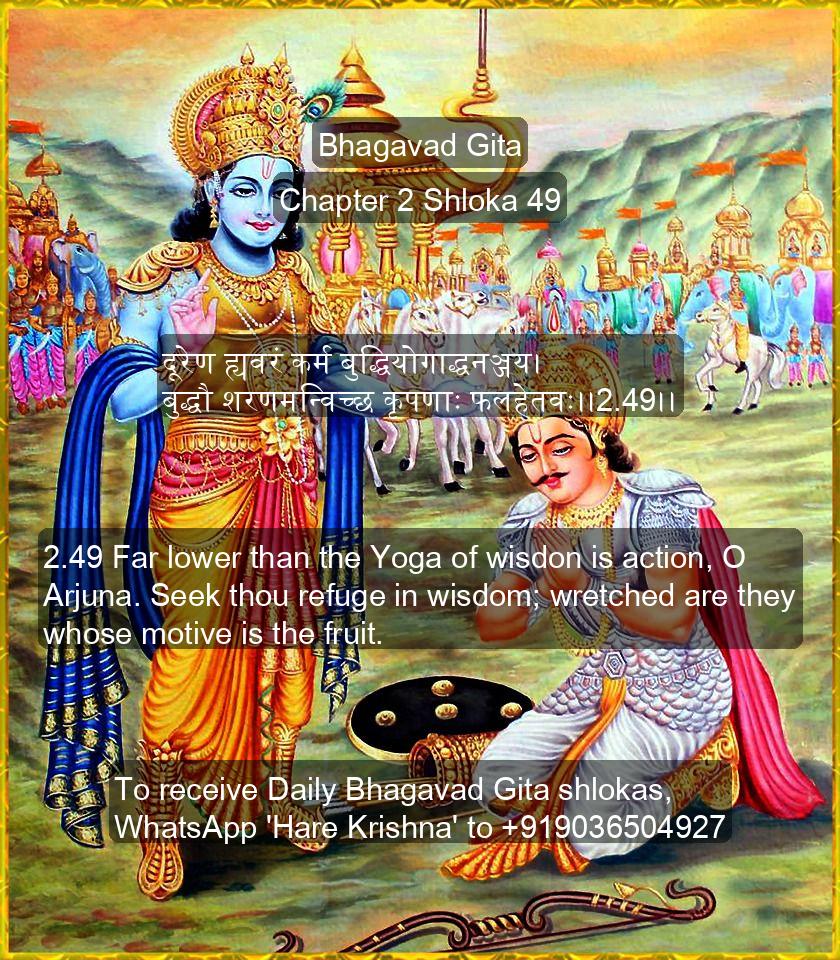 Bhagavad Gita
Chapter 2 Shloka 49
दूरेण ह्यवरं कर्म बुद्धियोगाद्धनञ्जय।
बुद्धौ शरणमन्विच्छ कृपणाः फलहेतवः।।2.49।।
2.49 Far lower than the Yoga of wisdon is action, O
Arjuna. Seek thou refuge in wisdom; wretched are they
whose motive is the fruit.
To receive Daily Bhagavad Gita shlokas,
WhatsApp 'Hare Krishna' to +919036504927